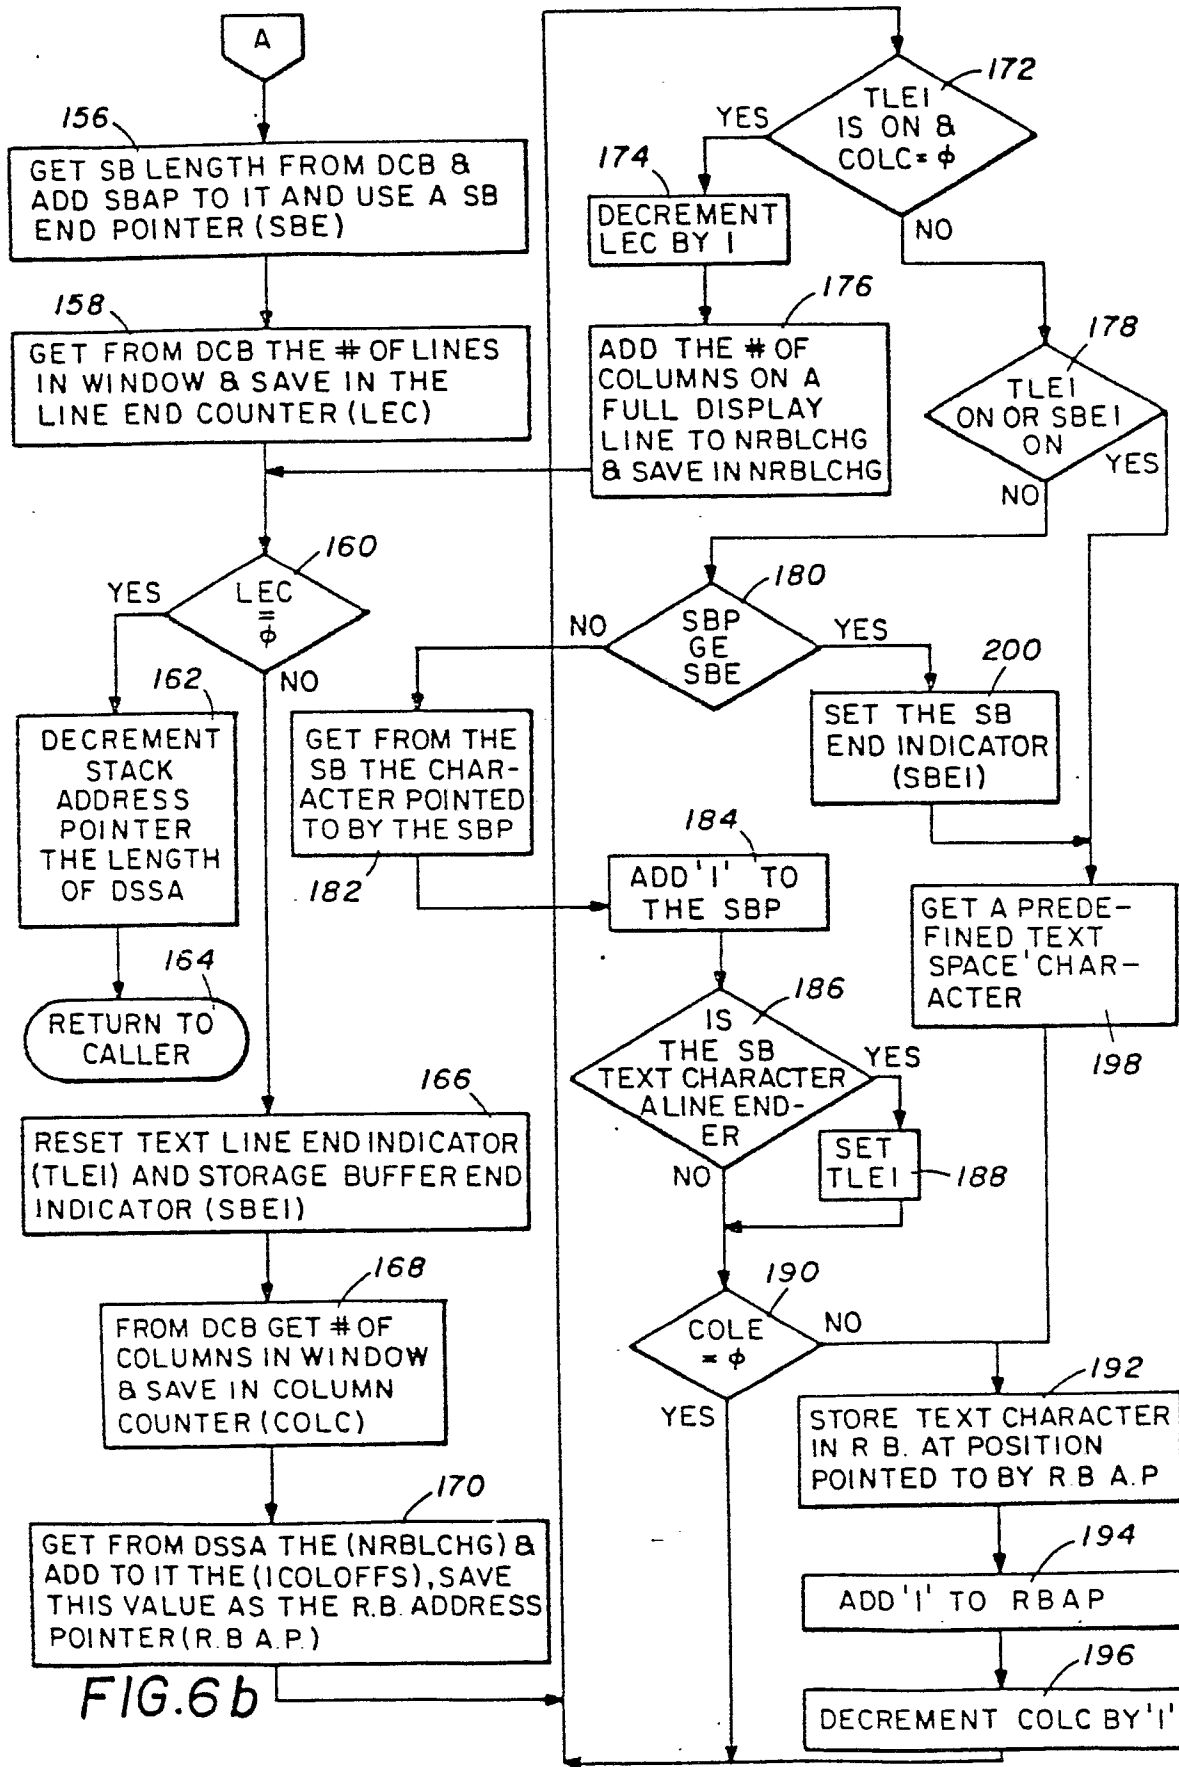 A
156
GET SB LENGTH FROM DCB &
ADD SBAP TO IT AND USE A SB
END POINTER (SBE)
158
GET FROM DCB THE # OF LINES
IN WINDOW & SAVE IN THE
LINE END COUNTER (LEC)
160
YES
LEC
=
φ
NO
162
DECREMENT
STACK
ADDRESS
POINTER
THE LENGTH
OF DSSA
164
RETURN TO
CALLER
166
RESET TEXT LINE END INDICATOR
(TLEI) AND STORAGE BUFFER END
INDICATOR (SBEI)
168
FROM DCB GET # OF
COLUMNS IN WINDOW
& SAVE IN COLUMN
COUNTER (COLC)
170
GET FROM DSSA THE (NRBLCHG) &
ADD TO IT THE (ICOLOFFS), SAVE
THIS VALUE AS THE R.B. ADDRESS
POINTER (R.B A.P.)
172
YES
TLEI
IS ON &
COLC = φ
NO
174
DECREMENT
LEC BY 1
176
ADD THE # OF
COLUMNS ON A
FULL DISPLAY
LINE TO NRBLCHG
& SAVE IN NRBLCHG
178
TLEI
ON OR SBEI
ON
YES
NO
180
NO
SBP
GE
SBE
YES
200
SET THE SB
END INDICATOR
(SBEI)
GET FROM THE
SB THE CHAR-
ACTER POINTED
TO BY THE SBP
182
184
ADD '1' TO
THE SBP
GET A PREDE-
FINED TEXT
SPACE' CHAR-
ACTER
198
186
IS
THE SB
TEXT CHARACTER
A LINE END-
ER
YES
NO
SET
TLEI
188
190
COLE
= φ
NO
YES
192
STORE TEXT CHARACTER
IN R B. AT POSITION
POINTED TO BY R.B A.P
194
ADD '1' TO RBAP
196
DECREMENT COLC BY '1'
FIG.6b